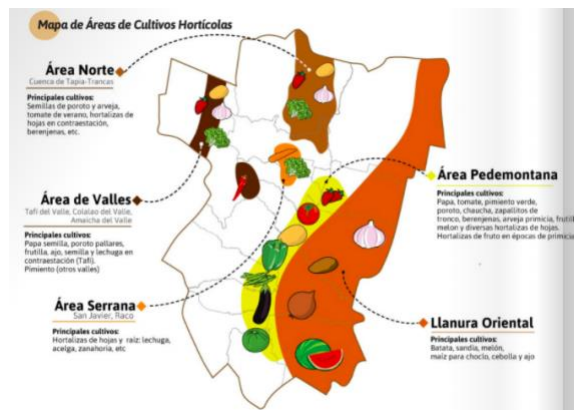 Mapa de Áreas de Cultivos Hortícolas
Área Norte
Cuenca de Tapia-Trancas
Principales cultivos:
Semillas de poroto y arveja,
tomate de verano, hortalizas de
hojas en contraestación,
berenjenas, etc.
Área de Valles
Tafí del Valle, Colalao del Valle,
Amaicha del Valle
Principales cultivos:
Papa semilla, poroto pallares,
frutilla, ajo, semilla y lechuga en
contraestación (Tafí).
Pimiento (otros valles)
Área Serrana
San Javier, Raco
Principales cultivos:
Hortalizas de hojas y raíz: lechuga,
acelga, zanahoria, etc
Área Pedemontana
Principales cultivos:
Papa, tomate, pimiento verde,
poroto, chaucha, zapallitos de
tronco, berenjenas, arveja primicia, frutill
melon y diversas hortalizas de hojas.
Hortalizas de fruto en épocas de primicia
Llanura Oriental
Principales cultivos:
Batata, sandía, melón,
maíz para choclo, cebolla y ajo